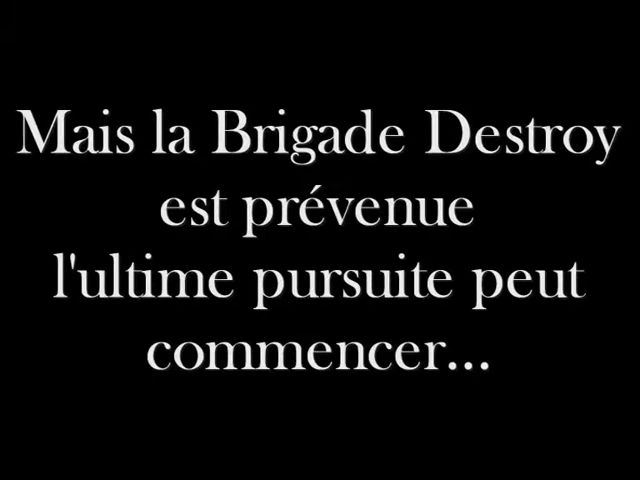 Mais la Brigade Destroy
est prévenue
l'ultime pursuite peut
commencer...